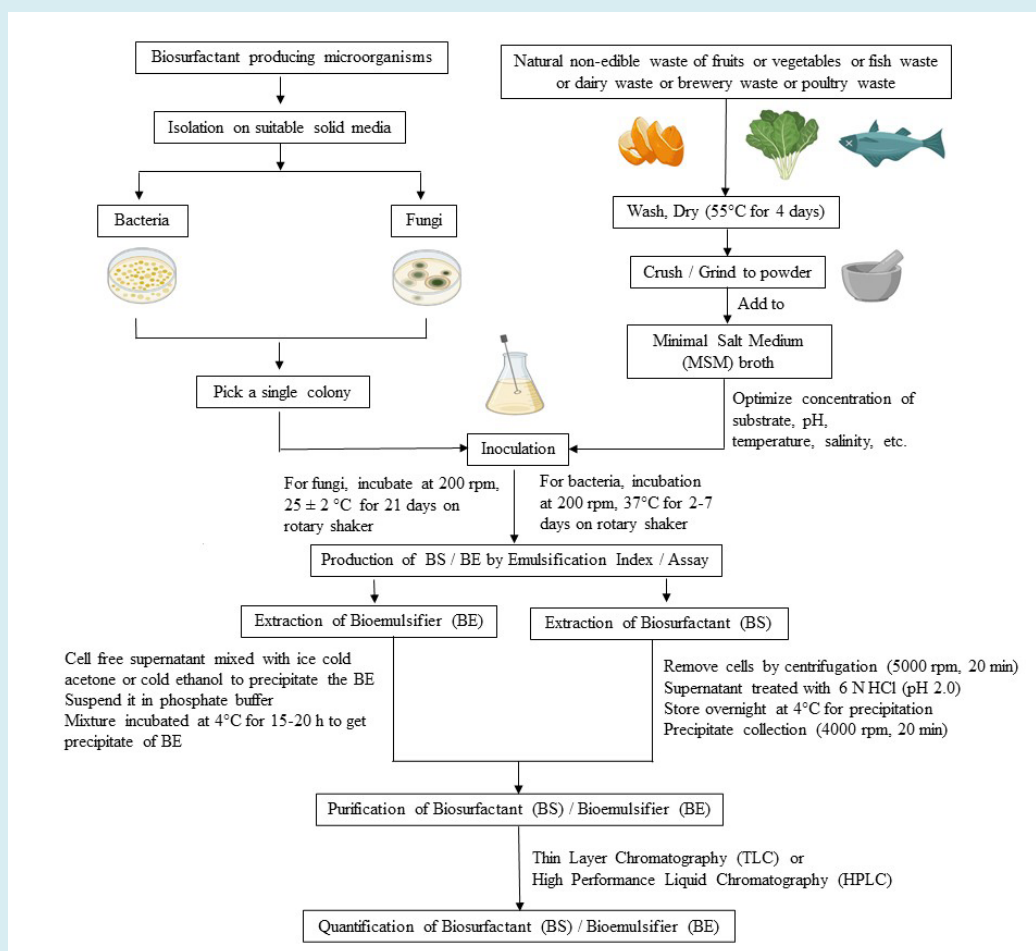 Biosurfactant producing microorganisms
Isolation on suitable solid media
Bacteria
Fungi
Pick a single colony
Natural non-edible waste of fruits or vegetables or fish waste
or dairy waste or brewery waste or poultry waste
Wash, Dry (55°C for 4 days)
Crush / Grind to powder
Add to
Minimal Salt Medium
(MSM) broth
Optimize concentration of
substrate, pH,
temperature, salinity, etc.
Inoculation
For fungi, incubate at 200 rpm,
25 ± 2 °C for 21 days on
rotary shaker
For bacteria, incubation
at 200 rpm, 37°C for 2-7
days on rotary shaker
Production of BS / BE by Emulsification Index / Assay
Extraction of Bioemulsifier (BE)
Cell free supernatant mixed with ice cold
acetone or cold ethanol to precipitate the BE
Suspend it in phosphate buffer
Mixture incubated at 4°C for 15-20 h to get
precipitate of BE
Extraction of Biosurfactant (BS)
Remove cells by centrifugation (5000 rpm, 20 min)
Supernatant treated with 6 N HCl (pH 2.0)
Store overnight at 4°C for precipitation
Precipitate collection (4000 rpm, 20 min)
Purification of Biosurfactant (BS) / Bioemulsifier (BE)
Thin Layer Chromatography (TLC) or
High Performance Liquid Chromatography (HPLC)
Quantification of Biosurfactant (BS) / Bioemulsifier (BE)